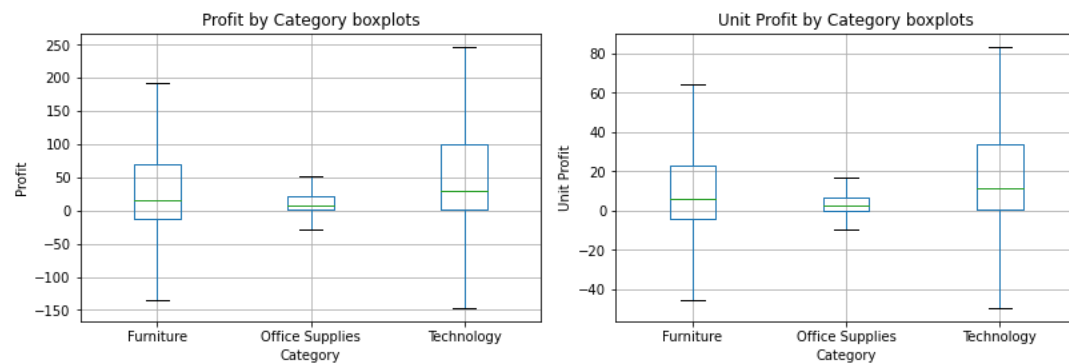 Profit by Category boxplots
250
200
150
100
50
0
−50
−100
−150
Profit
Furniture
Office Supplies
Technology
Category
Unit Profit by Category boxplots
80
60
40
20
0
−20
−40
Unit Profit
Furniture
Office Supplies
Technology
Category